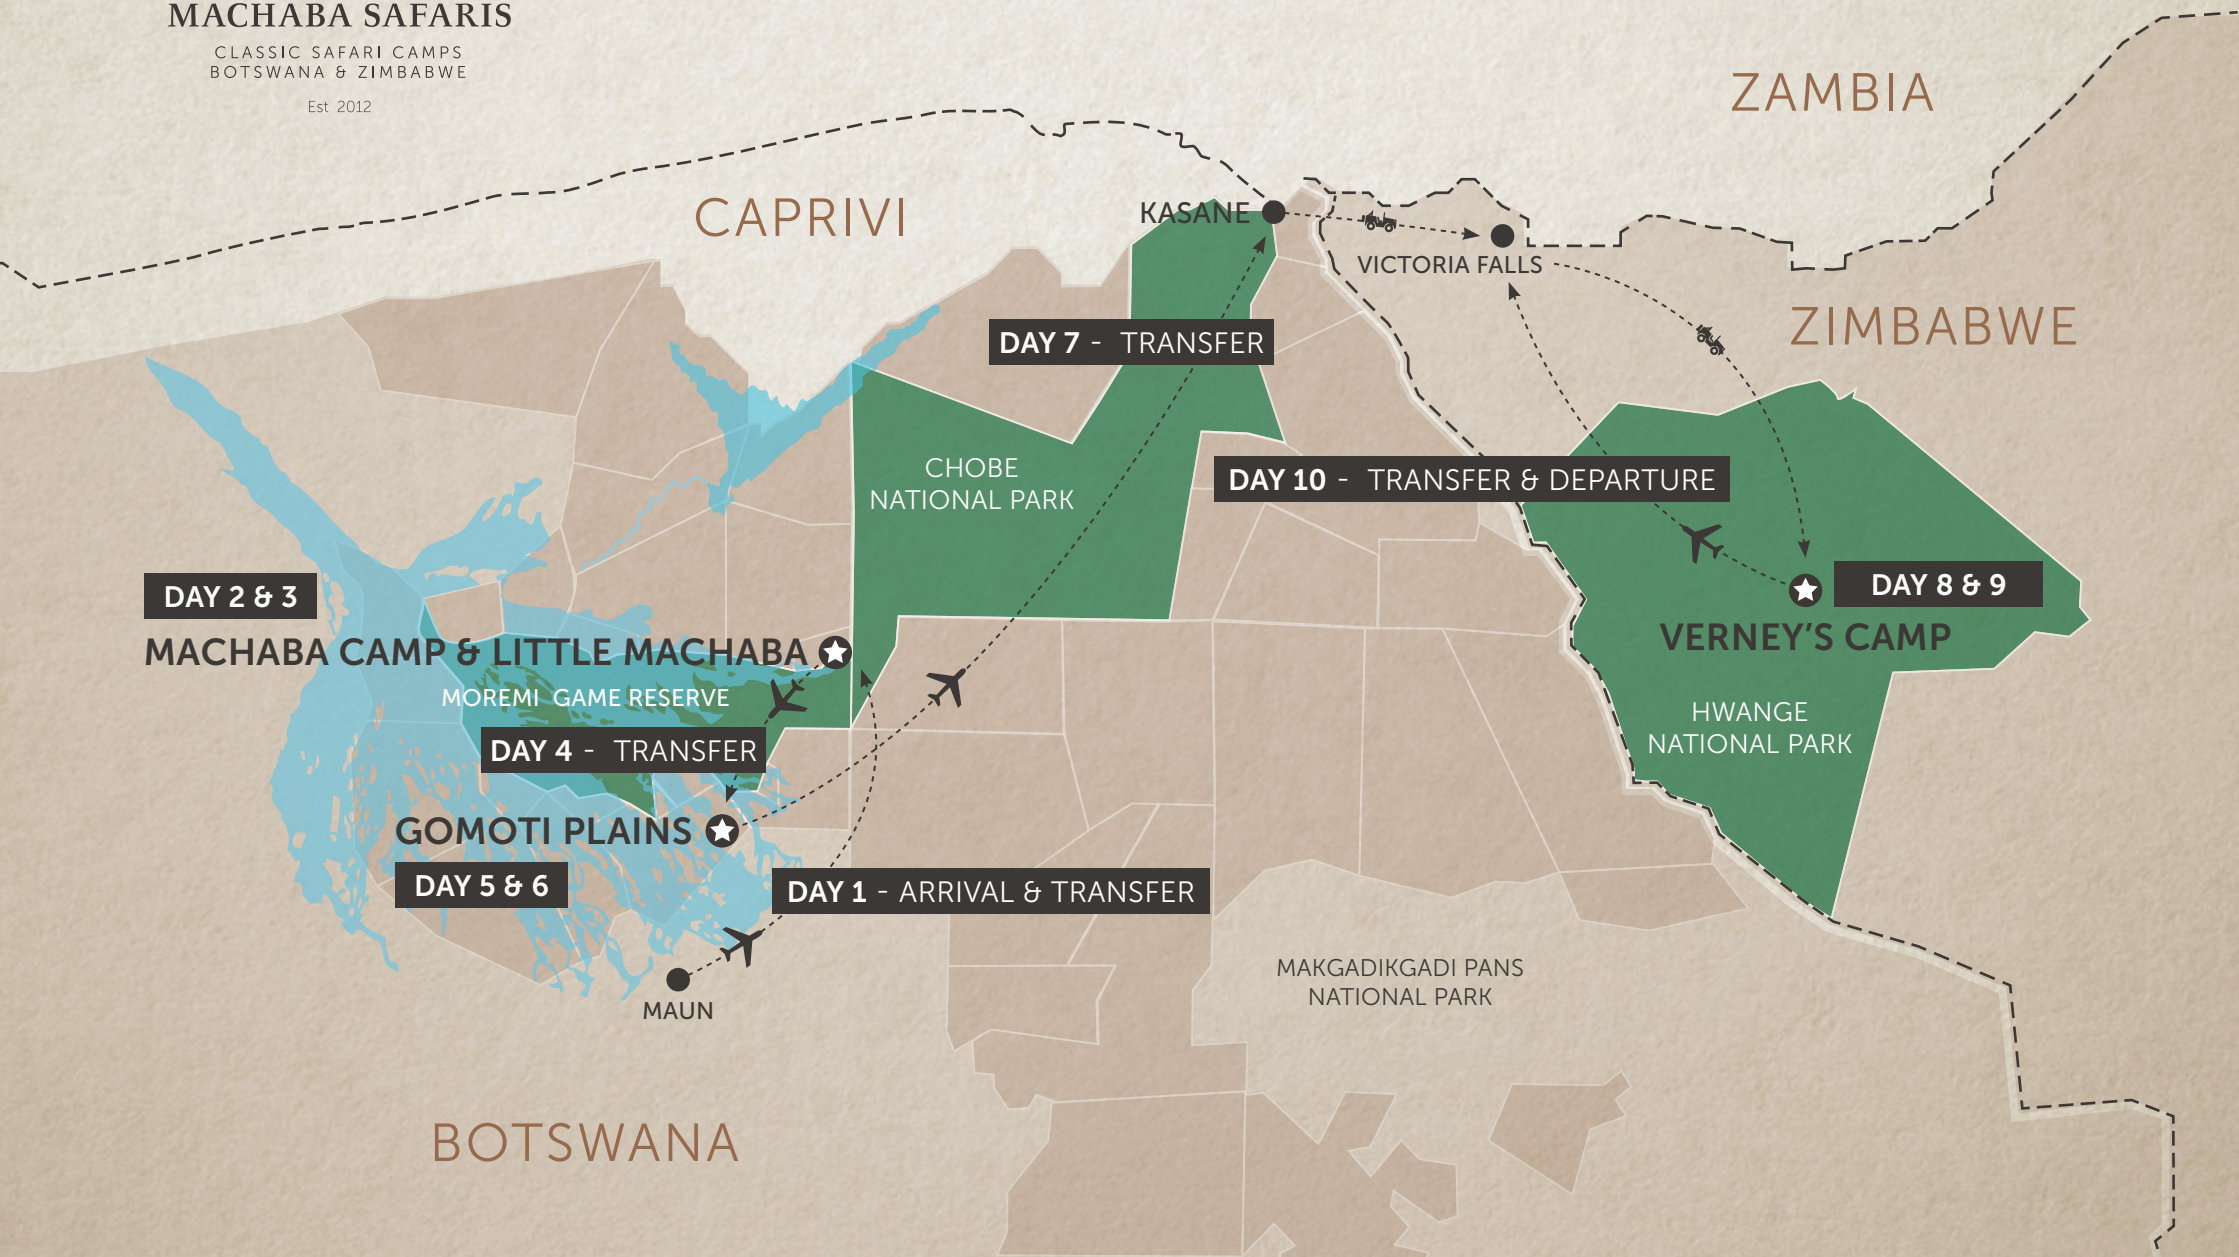 MACHABA SAFARIS
CLASSIC SAFARI CAMPS
BOTSWANA & ZIMBABWE
Est 2012
ZAMBIA
CAPRIVI
KASANE
VICTORIA FALLS
ZIMBABWE
DAY 7 - TRANSFER
CHOBE
NATIONAL PARK
DAY 10 - TRANSFER & DEPARTURE
DAY 2 & 3
MACHABA CAMP & LITTLE MACHABA
DAY 8 & 9
VERNEY'S CAMP
MOREMI GAME RESERVE
HWANGE
NATIONAL PARK
DAY 4 - TRANSFER
GOMOTI PLAINS
DAY 5 & 6
DAY 1 - ARRIVAL & TRANSFER
MAKGADIKGADI PANS
NATIONAL PARK
MAUN
BOTSWANA